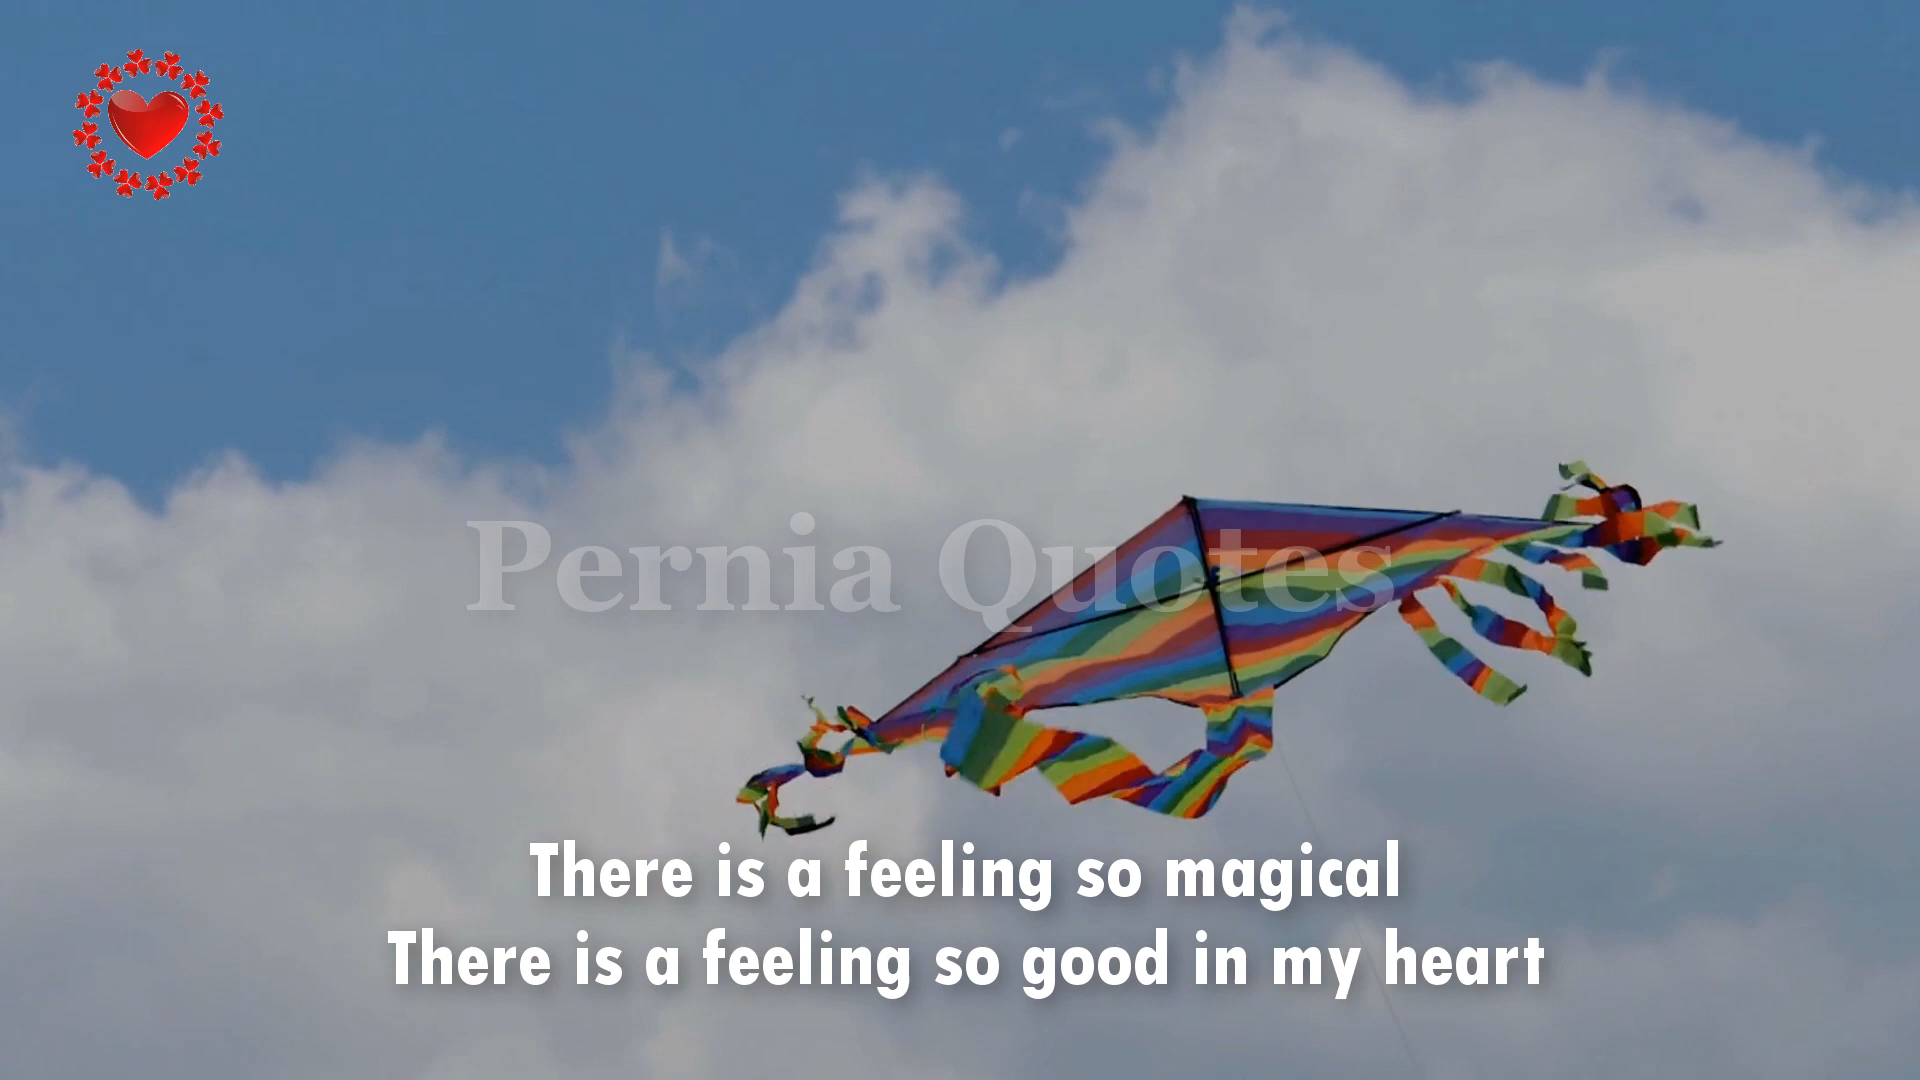 Pernia Quotes
There is a feeling so magical
There is a feeling so good in my heart